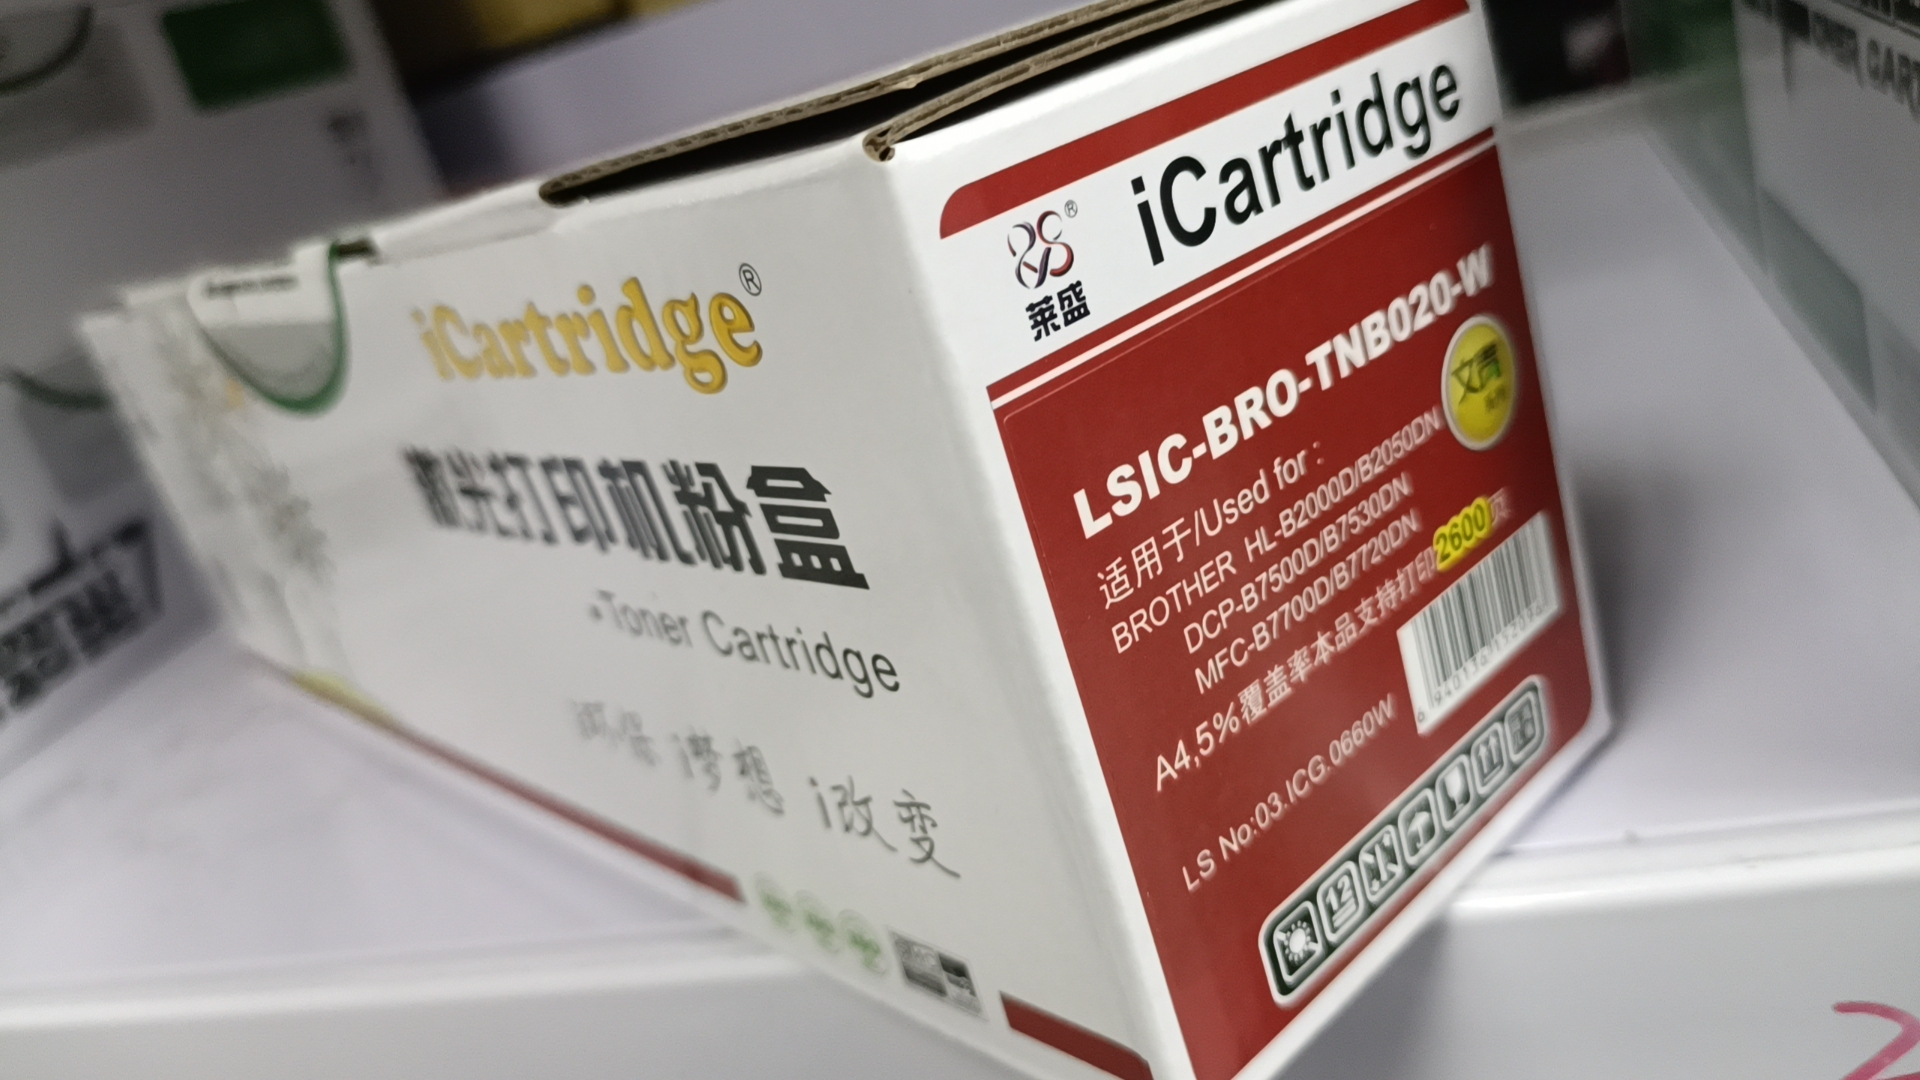 iCartridge®
激光打印机粉盒
Toner Cartridge
i环保 i梦想 i改变
®
莱盛
iCartridge
LSIC-BRO-TNB020-W
文青
适用于/Used for :
BROTHER HL-B2000D/B2050DN
DCP-B7500D/B7530DN
MFC-B7700D/B7720DN
A4,5%覆盖率本品支持打印2600页
LS No:03.ICG.0660W
12
2